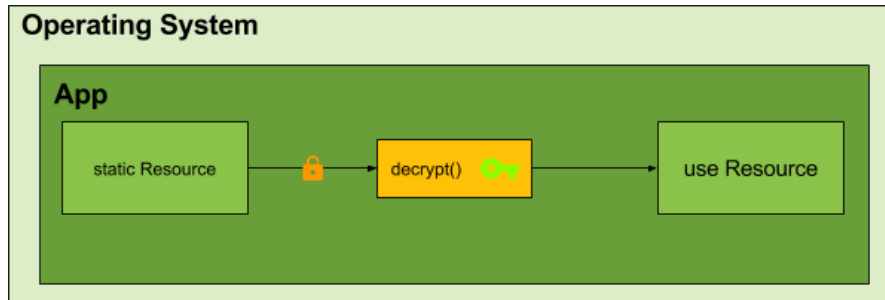 Operating System
App
static Resource
decrypt()
use Resource